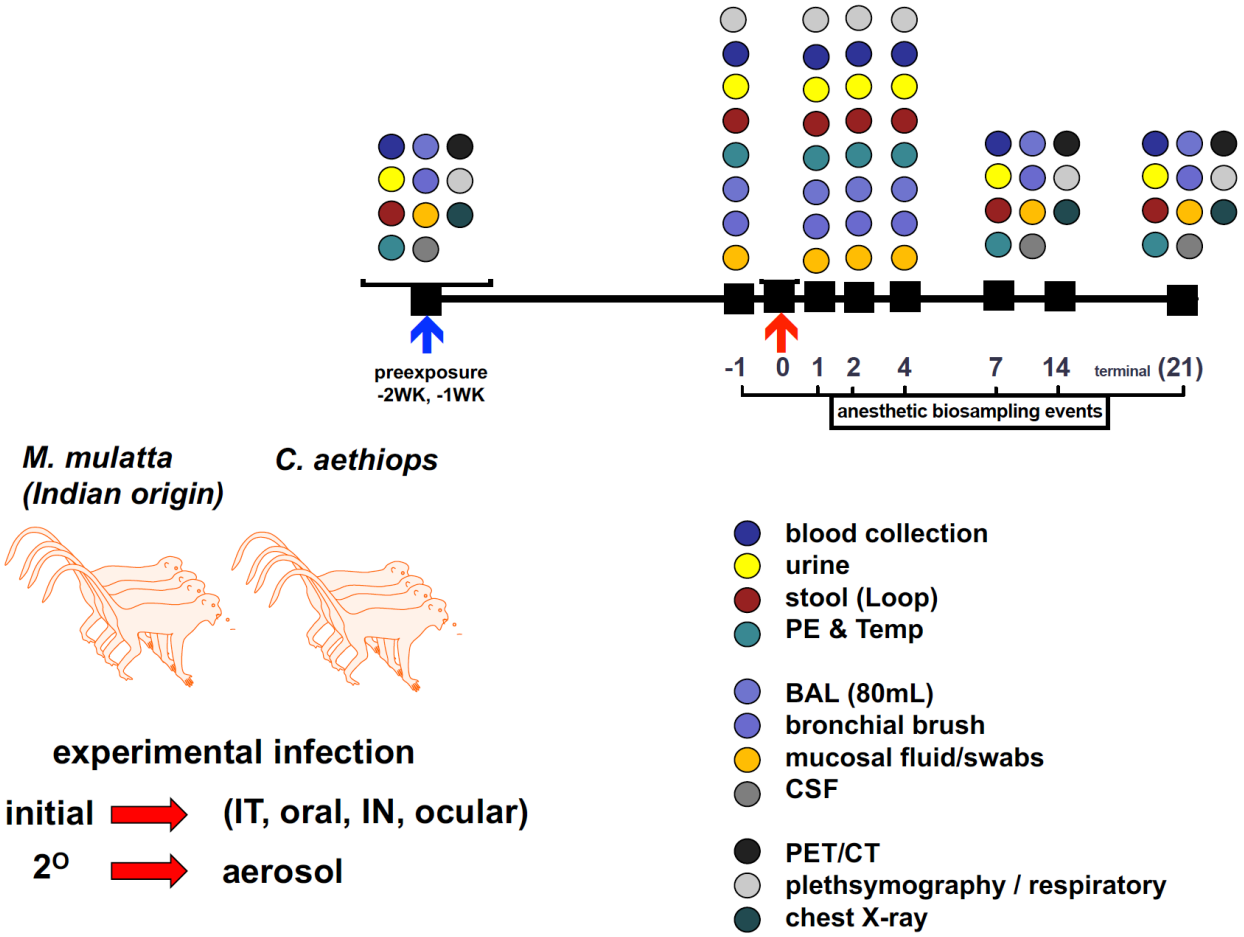 preexposure
-2WK, -1WK
-1 0 1 2 4 7 14 terminal (21)
anesthetic biosampling events
M. mulatta
(Indian origin)
C. aethiops
experimental infection
initial (IT, oral, IN, ocular)
2O aerosol
blood collection
urine
stool (Loop)
PE & Temp
BAL (80mL)
bronchial brush
mucosal fluid/swabs
CSF
PET/CT
plethsymography / respiratory
chest X-ray